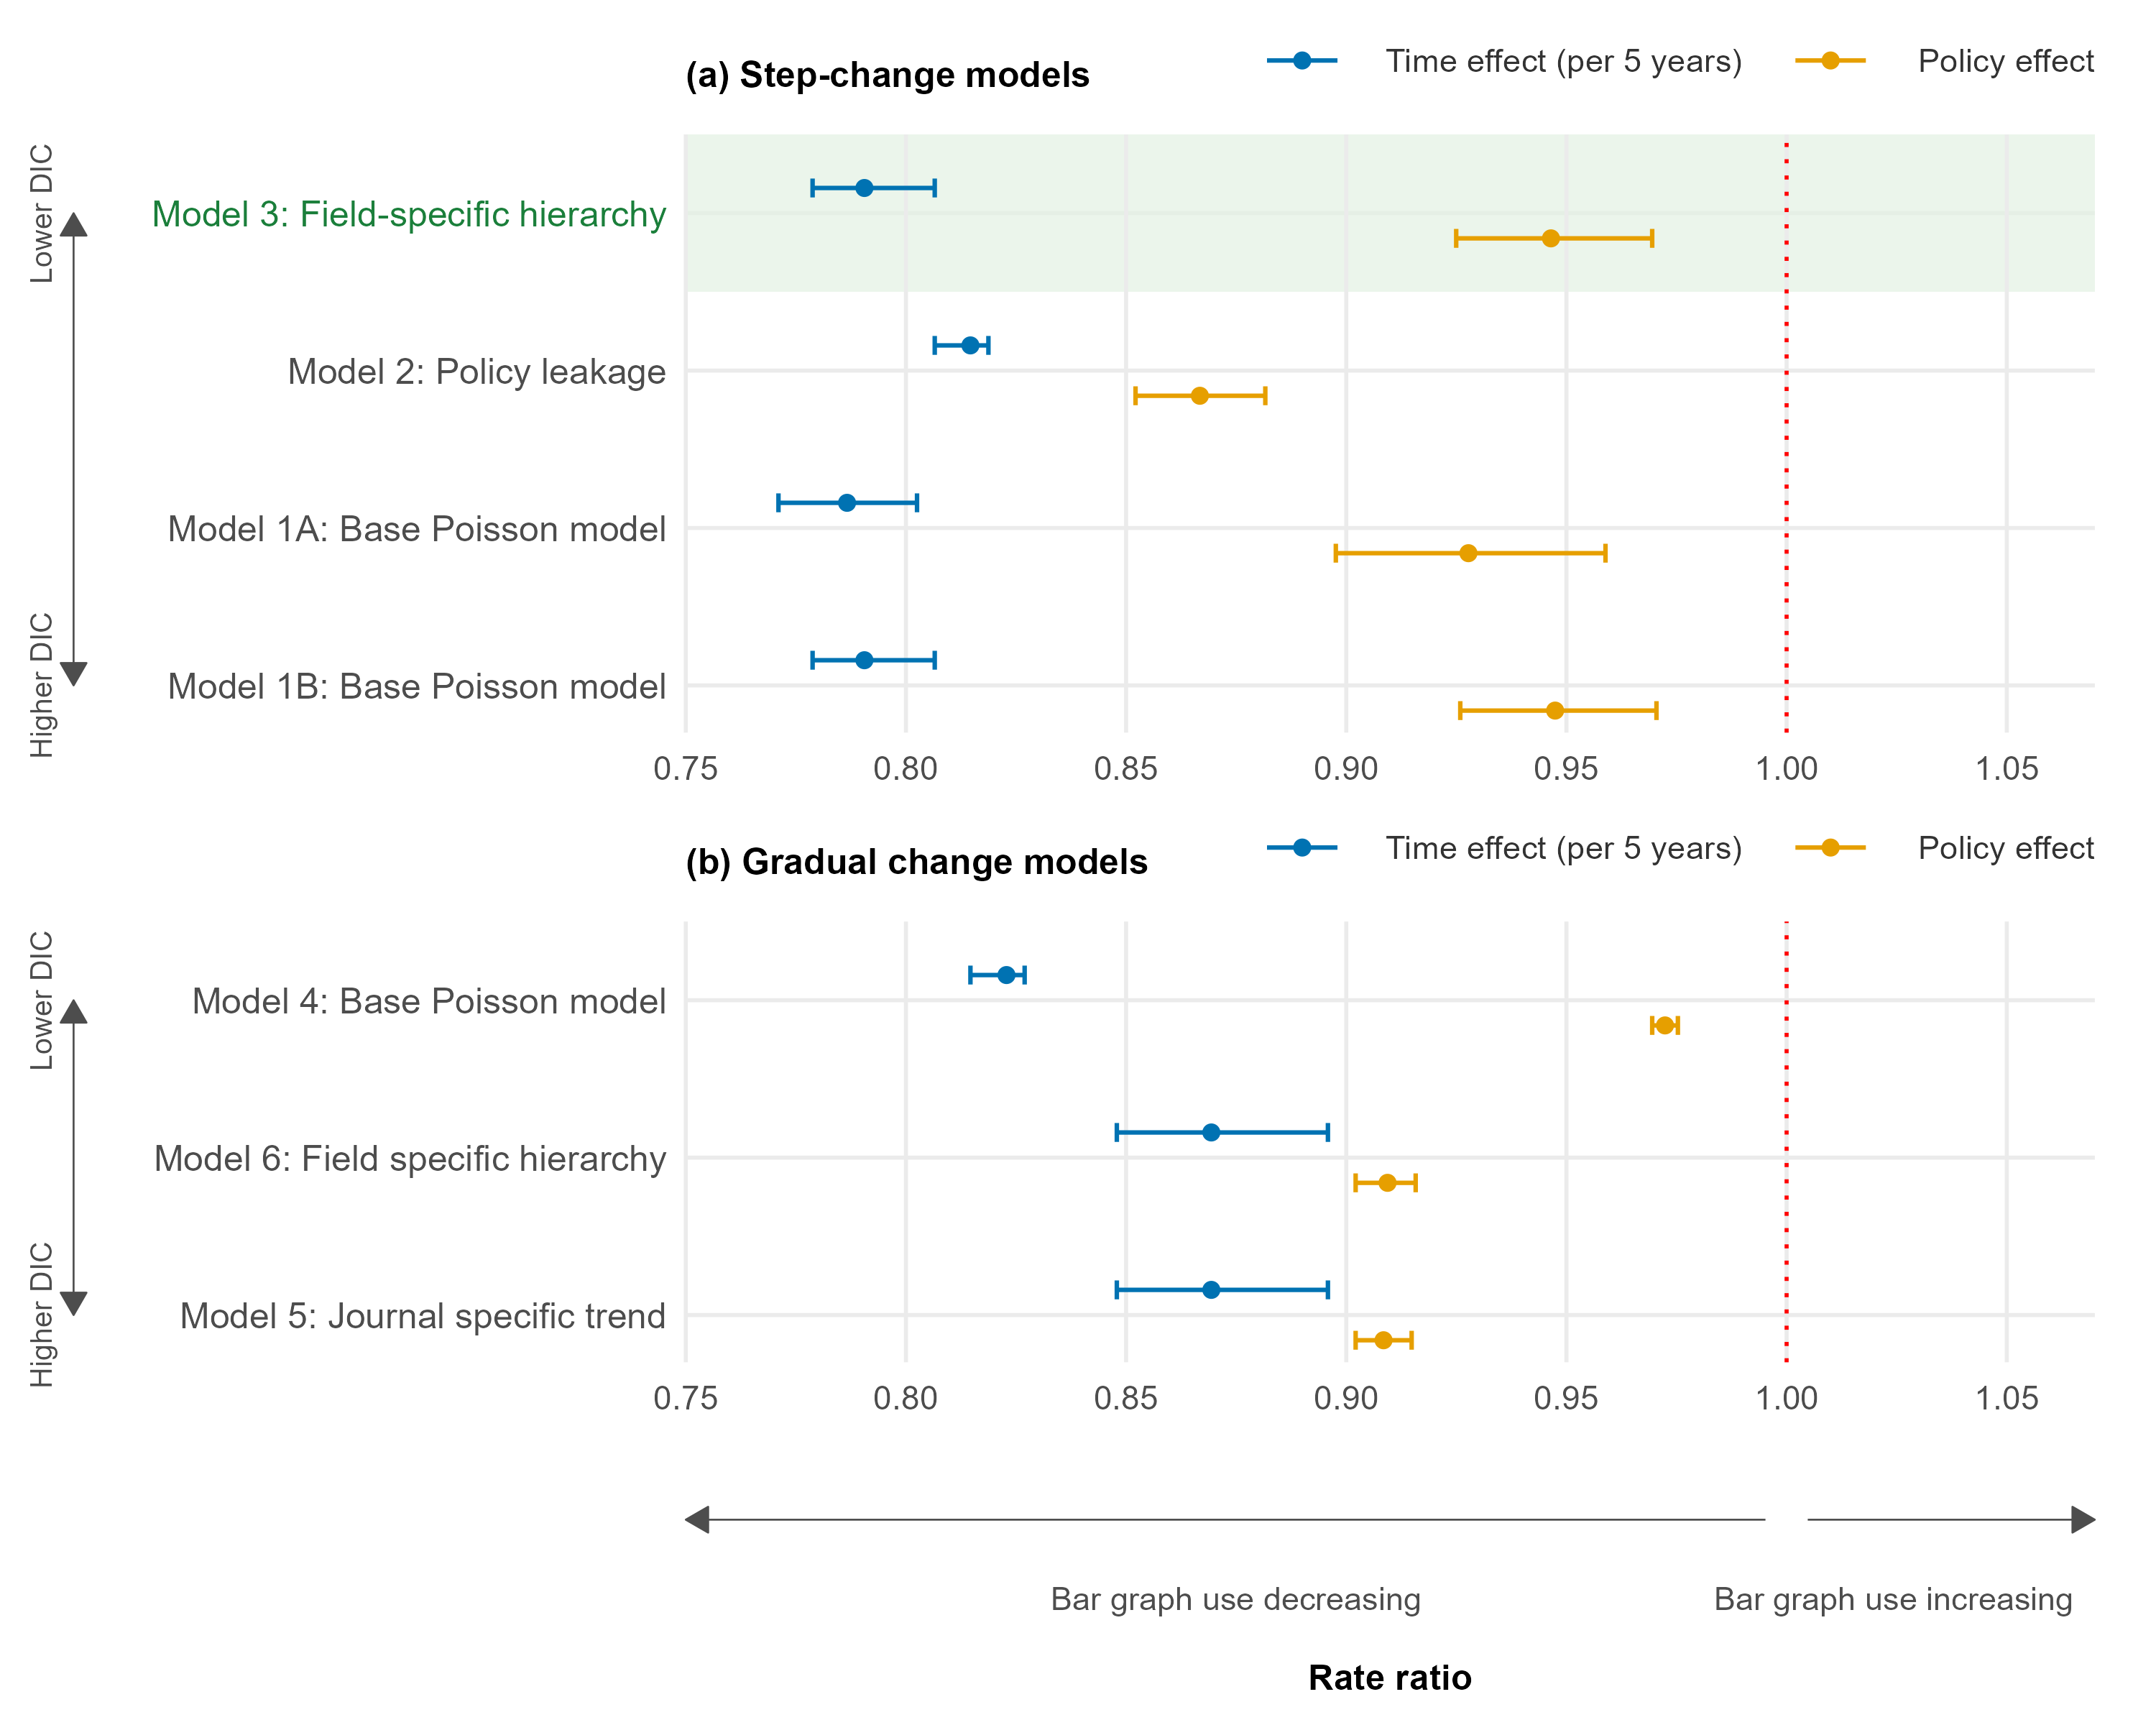 (a) Step-change models
Time effect (per 5 years)
Policy effect
Lower DIC
Higher DIC
Model 3: Field-specific hierarchy
Model 2: Policy leakage
Model 1A: Base Poisson model
Model 1B: Base Poisson model
0.75 0.80 0.85 0.90 0.95 1.00 1.05
(b) Gradual change models
Time effect (per 5 years)
Policy effect
Lower DIC
Higher DIC
Model 4: Base Poisson model
Model 6: Field specific hierarchy
Model 5: Journal specific trend
0.75 0.80 0.85 0.90 0.95 1.00 1.05
Bar graph use decreasing
Bar graph use increasing
Rate ratio